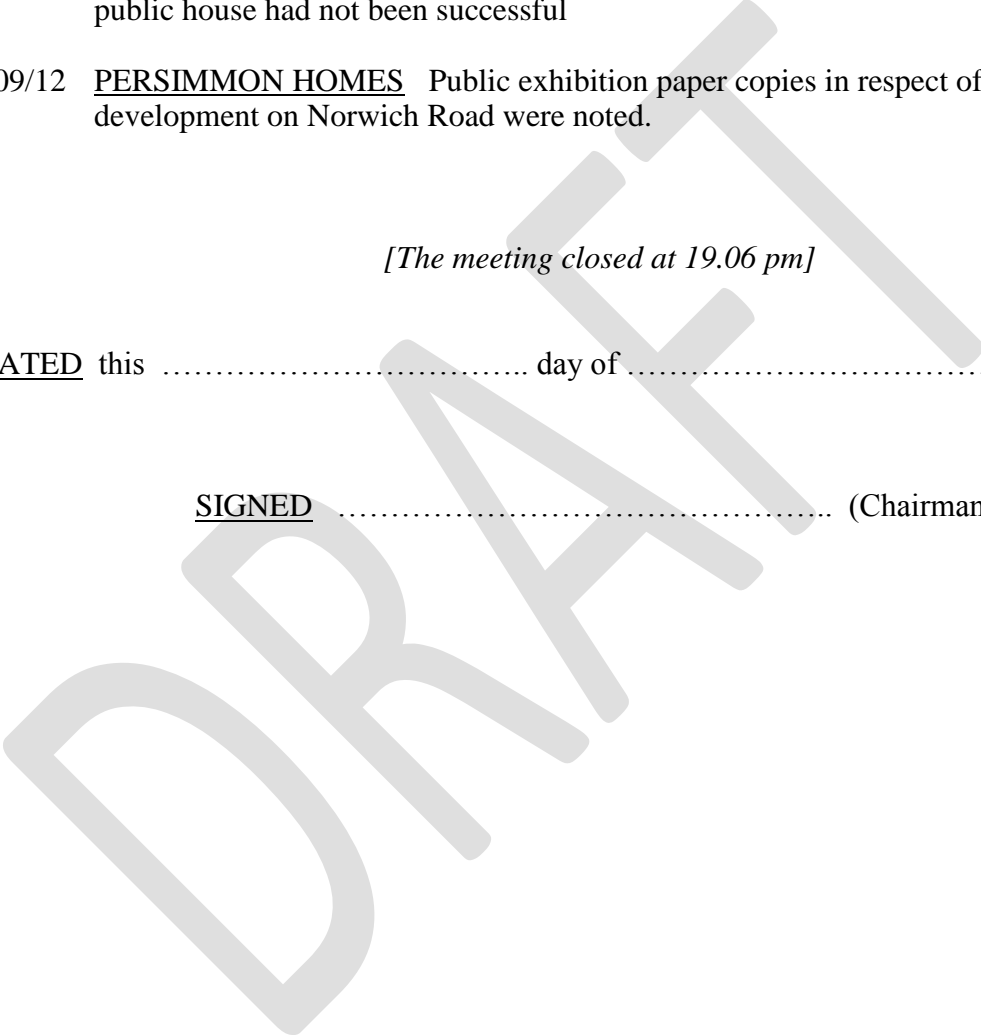 public house had not been successful
09/12 PERSIMMON HOMES Public exhibition paper copies in respect of
development on Norwich Road were noted.
[The meeting closed at 19.06 pm]
ATED this …………………………….. day of ……………………………
SIGNED ……………………………………….. (Chairman
DRAFT